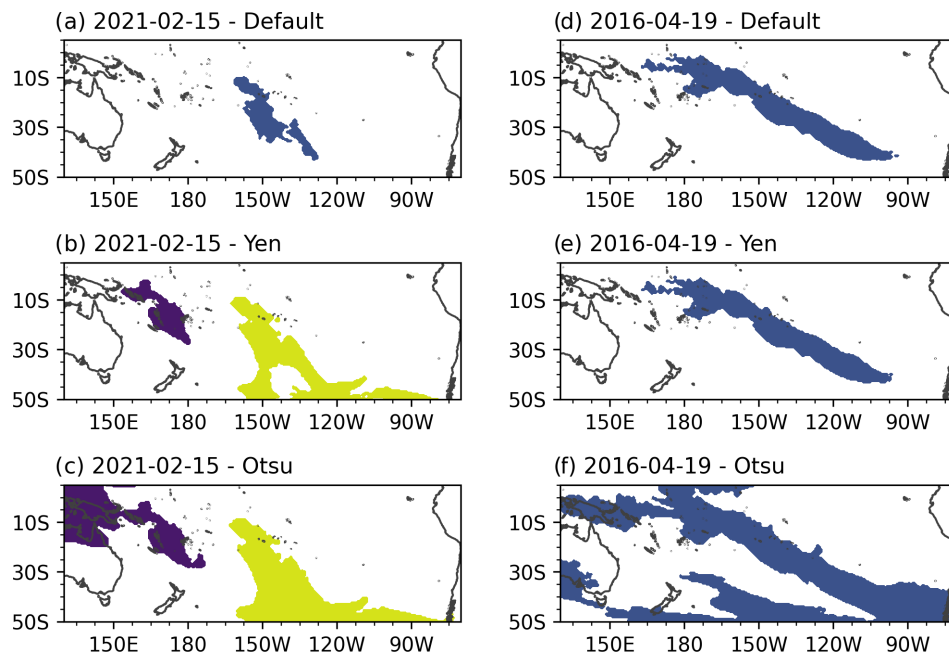 (a) 2021-02-15 - Default
10S
30S
50S
150E 180 150W 120W 90W
(d) 2016-04-19 - Default
10S
30S
50S
150E 180 150W 120W 90W
(b) 2021-02-15 - Yen
10S
30S
50S
150E 180 150W 120W 90W
(e) 2016-04-19 - Yen
10S
30S
50S
150E 180 150W 120W 90W
(c) 2021-02-15 - Otsu
10S
30S
50S
150E 180 150W 120W 90W
(f) 2016-04-19 - Otsu
10S
30S
50S
150E 180 150W 120W 90W